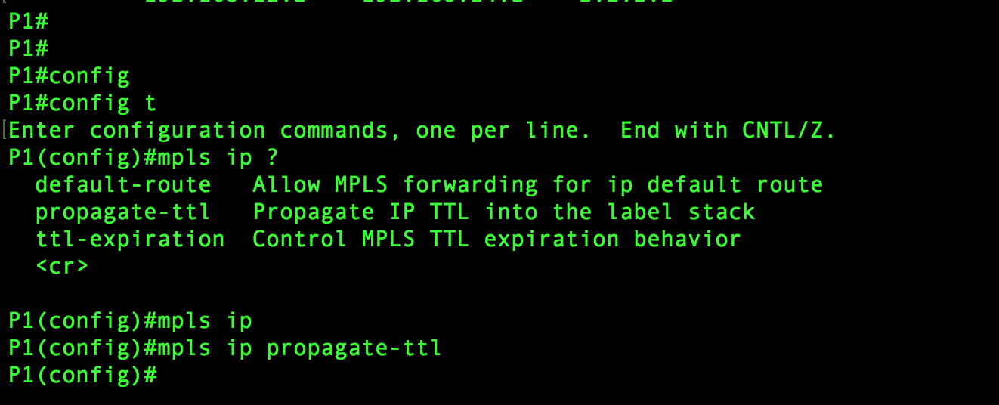 P1#
P1#
P1#config
P1#config t
Enter configuration commands, one per line.  End with CNTL/Z.
P1(config)#mpls ip ?
  default-route   Allow MPLS forwarding for ip default route
  propagate-ttl   Propagate IP TTL into the label stack
  ttl-expiration  Control MPLS TTL expiration behavior
  <cr>
P1(config)#mpls ip
P1(config)#mpls ip propagate-ttl
P1(config)#